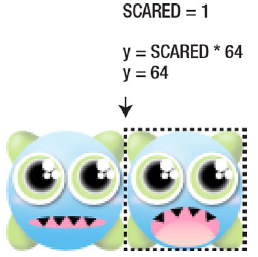 SCARED = 1
y = SCARED * 64
y = 64